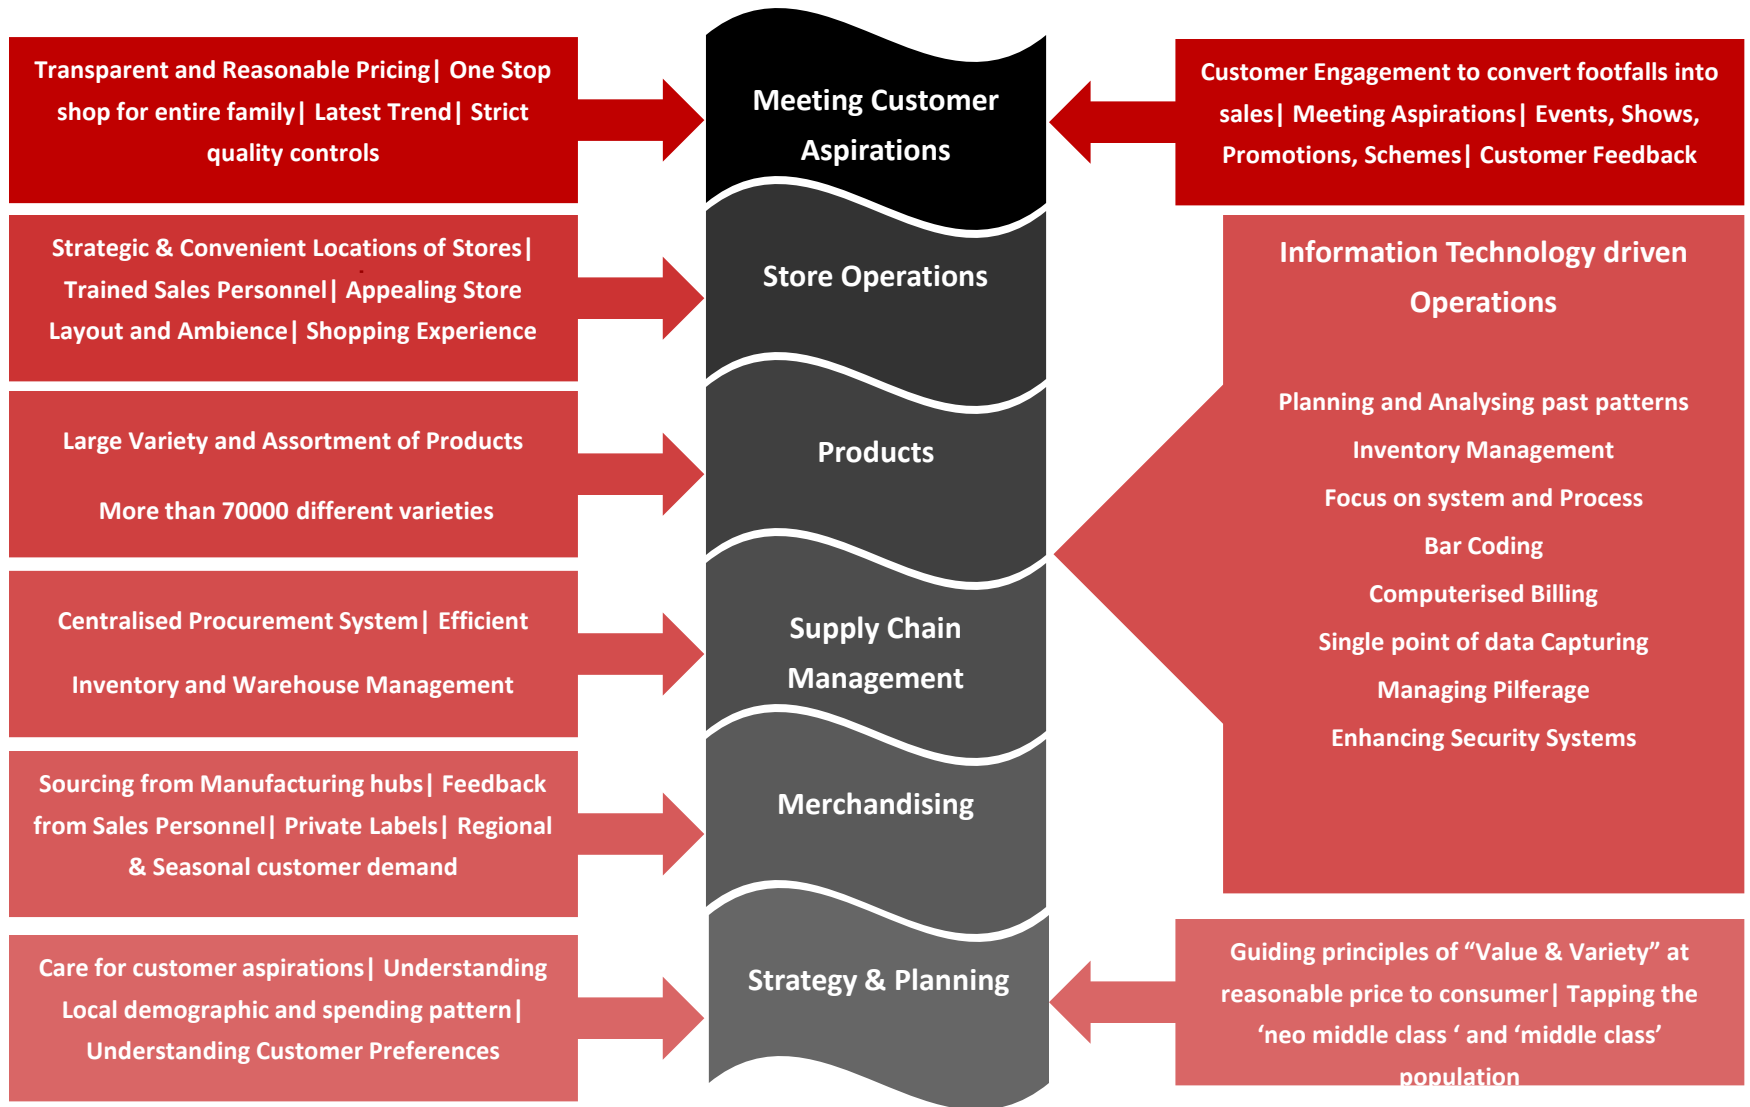 Transparent and Reasonable Pricing| One Stop
shop for entire family| Latest Trend| Strict
quality controls
Meeting Customer
Aspirations
Customer Engagement to convert footfalls into
sales| Meeting Aspirations| Events, Shows,
Promotions, Schemes| Customer Feedback
Strategic & Convenient Locations of Stores|
Trained Sales Personnel| Appealing Store
Layout and Ambience| Shopping Experience
Store Operations
Large Variety and Assortment of Products
More than 70000 different varieties
Products
Centralised Procurement System| Efficient
Inventory and Warehouse Management
Supply Chain
Management
Sourcing from Manufacturing hubs| Feedback
from Sales Personnel| Private Labels| Regional
& Seasonal customer demand
Merchandising
Information Technology driven
Operations
Planning and Analysing past patterns
Inventory Management
Focus on system and Process
Bar Coding
Computerised Billing
Single point of data Capturing
Managing Pilferage
Enhancing Security Systems
Care for customer aspirations| Understanding
Local demographic and spending pattern|
Understanding Customer Preferences
Strategy & Planning
Guiding principles of “Value & Variety” at
reasonable price to consumer| Tapping the
‘neo middle class ‘ and ‘middle class’
population